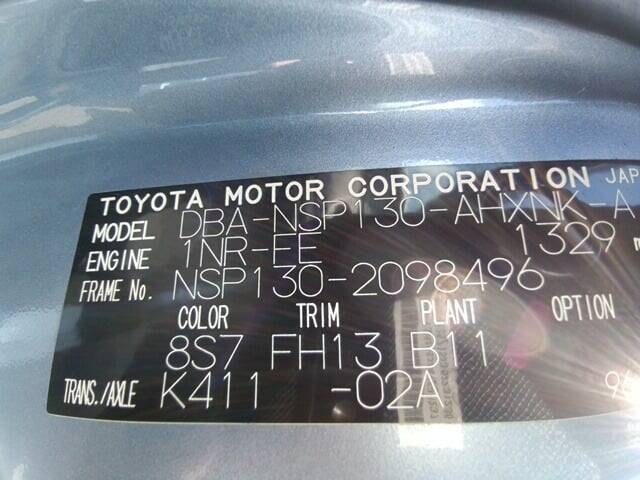 TOYOTA MOTOR CORPORATION JAP
MODEL DBA-NSP130-AHXNK-A
ENGINE 1NR-FE 1329
FRAME No. NSP130-2098496
COLOR TRIM PLANT OPTION
8S7 FH13 B11
TRANS./AXLE K411 -02A